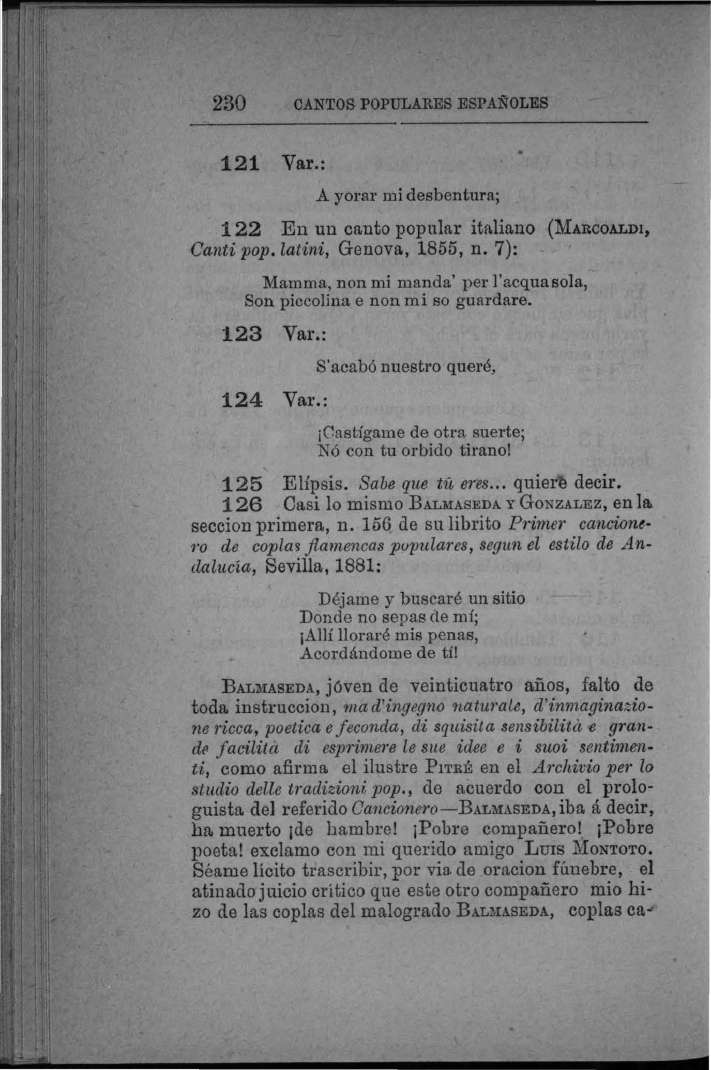 230 CANTOS POPULARES ESPAÑOLES
121 Var.:
A yorar mi desbentura;
122 En un canto popular italiano (MARCOALDI,
Canti pop. latini, Genova, 1855, n. 7):
Mamma, non mi manda' per l'acqua sola,
Son piccolina e non mi so guardare.
123 Var.:
S'acabó nuestro queré,
124 Var.:
¡Castígame de otra suerte;
Nó con tu orbido tirano!
125 Elípsis. Sabe que tú eres... quiere decir.
126 Casi lo mismo BALMASEDA Y GONZALEZ, en la
seccion primera, n. 156 de su librito Primer cancione-
ro de coplas flamencas populares, segun el estilo de An-
dalucía, Sevilla, 1881:
Déjame y buscaré un sitio
Donde no sepas de mí;
¡Allí lloraré mis penas,
Acordándome de tí!
BALMASEDA, jóven de veinticuatro años, falto de
toda instruccion, ma d'ingegno naturale, d'inmaginazio-
ne ricca, poetica e feconda, di squisita sensibilità e gran-
de facilità di esprimere le sue idee e i suoi sentimen-
ti, como afirma el ilustre PITRÉ en el Archivio per lo
studio delle tradizioni pop., de acuerdo con el prolo-
guista del referido Cancionero—BALMASEDA, iba á decir,
ha muerto ¡de hambre! ¡Pobre compañero! ¡Pobre
poeta! exclamo con mi querido amigo LUIS MONTOTO.
Séame lícito trascribir, por via de oracion fúnebre, el
atinado juicio crítico que este otro compañero mio hi-
zo de las coplas del malogrado BALMASEDA, coplas ca-